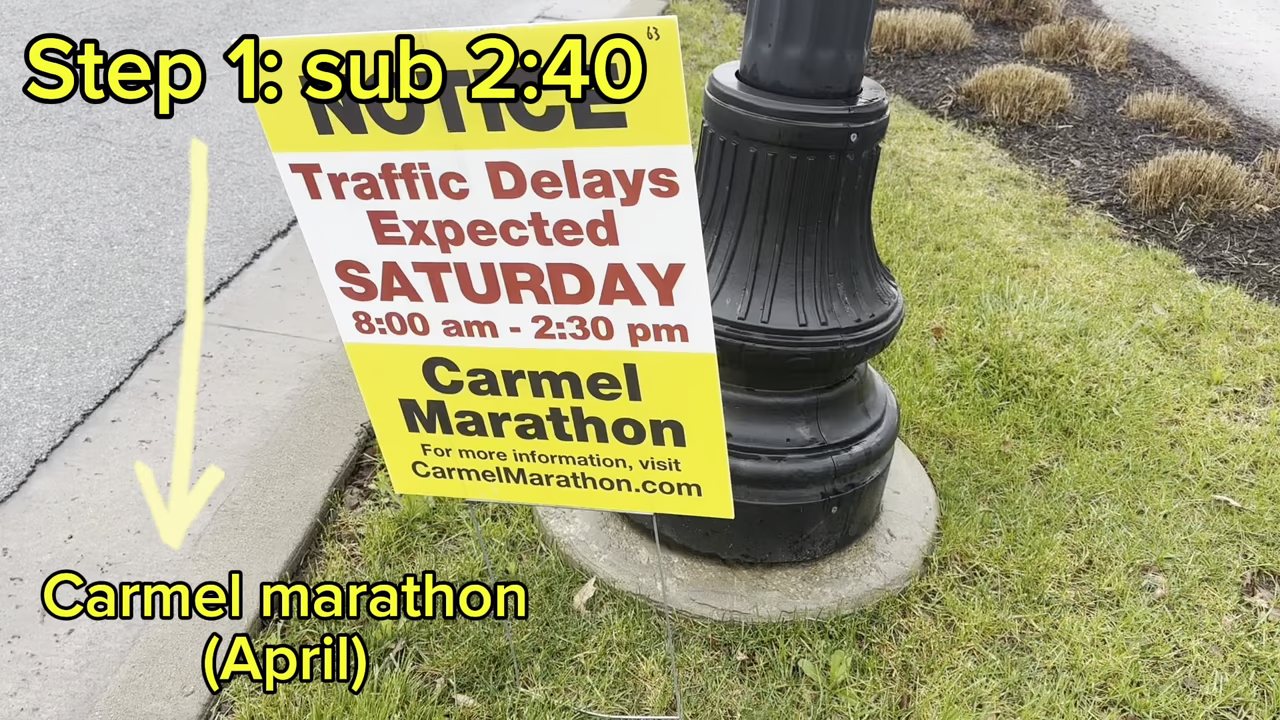 Step 1: sub 2:40
63
NOTICE
Traffic Delays
Expected
SATURDAY
8:00 am - 2:30 pm
Carmel
Marathon
For more information, visit
CarmelMarathon.com
Carmel marathon
(April)